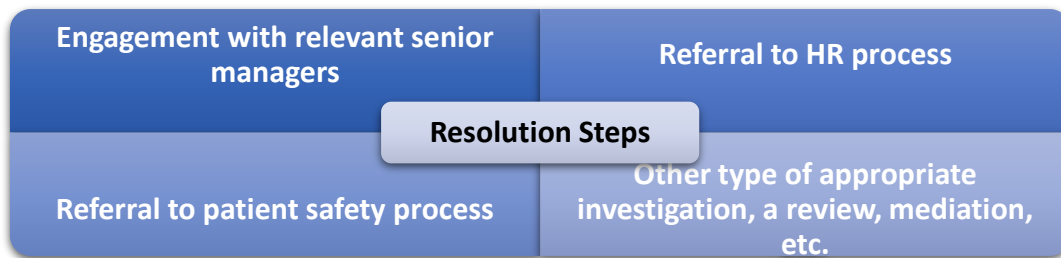 Engagement with relevant senior
managers
Referral to HR process
Resolution Steps
Referral to patient safety process
Other type of appropriate
investigation, a review, mediation,
etc.